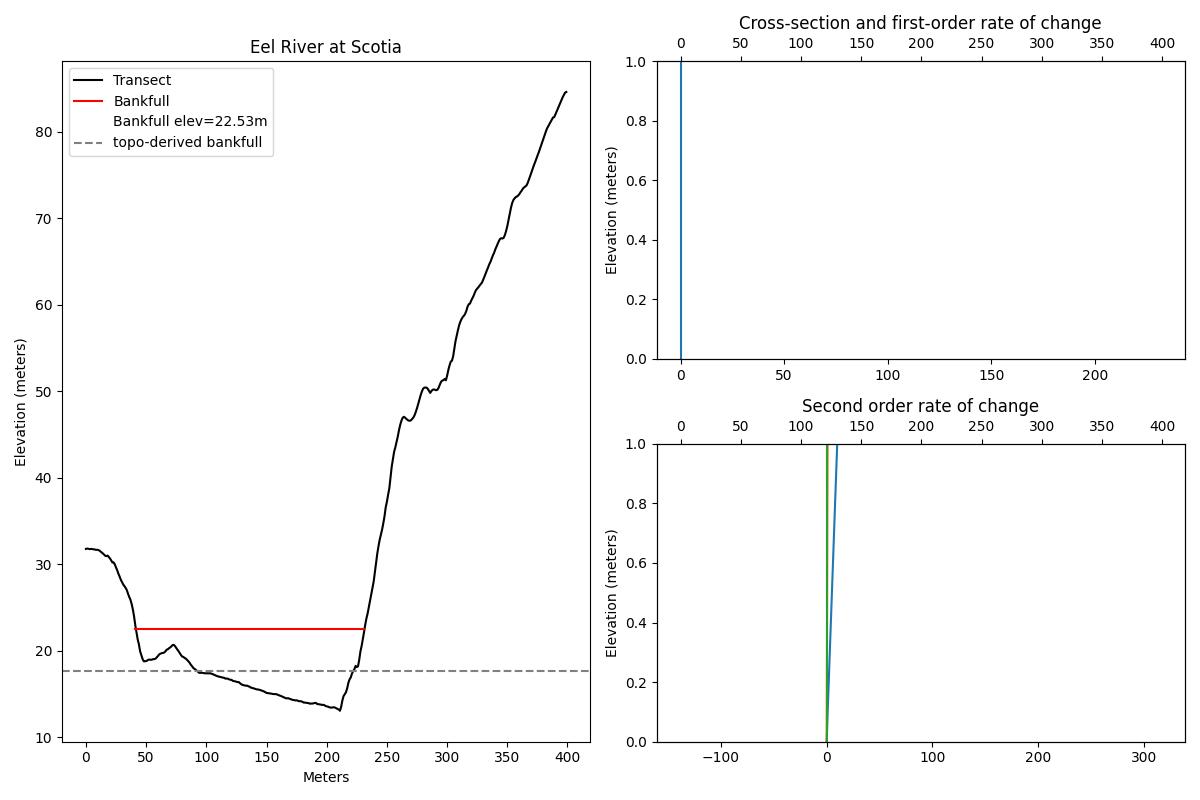 Eel River at Scotia
Transect
Bankfull
Bankfull elev=22.53m
topo-derived bankfull
Elevation (meters)
80
70
60
50
40
30
20
10
0 50 100 150 200 250 300 350 400
Meters
Cross-section and first-order rate of change
0 50 100 150 200 250 300 350 400
Elevation (meters)
1.0
0.8
0.6
0.4
0.2
0.0
0 50 100 150 200
Second order rate of change
0 50 100 150 200 250 300 350 400
Elevation (meters)
1.0
0.8
0.6
0.4
0.2
0.0
−100 0 100 200 300